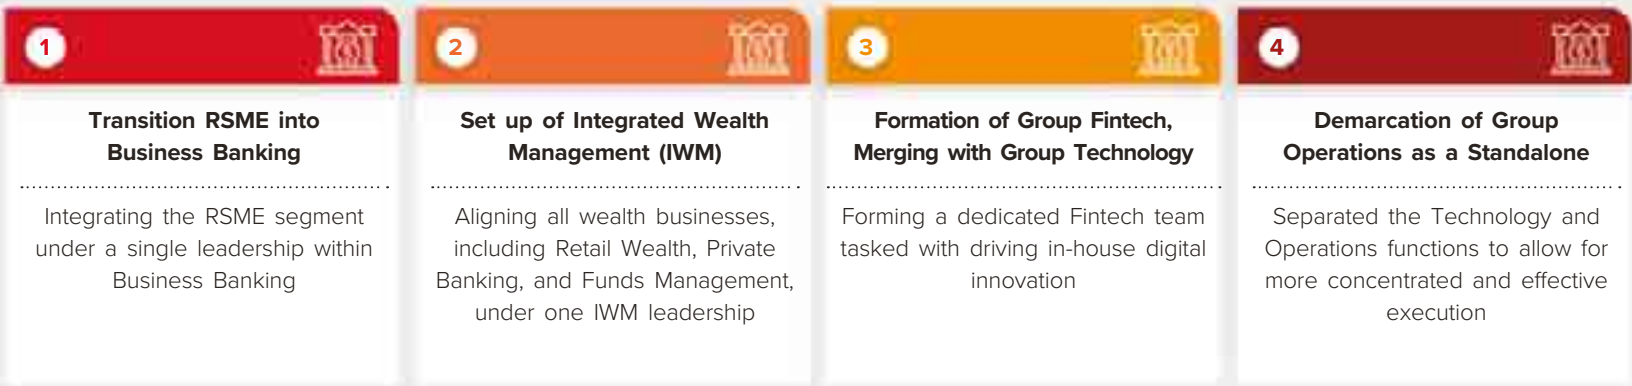 1
Transition RSME into
Business Banking
Integrating the RSME segment
under a single leadership within
Business Banking
2
Set up of Integrated Wealth
Management (IWM)
Aligning all wealth businesses,
including Retail Wealth, Private
Banking, and Funds Management,
under one IWM leadership
3
Formation of Group Fintech,
Merging with Group Technology
Forming a dedicated Fintech team
tasked with driving in-house digital
innovation
4
Demarcation of Group
Operations as a Standalone
Separated the Technology and
Operations functions to allow for
more concentrated and effective
execution